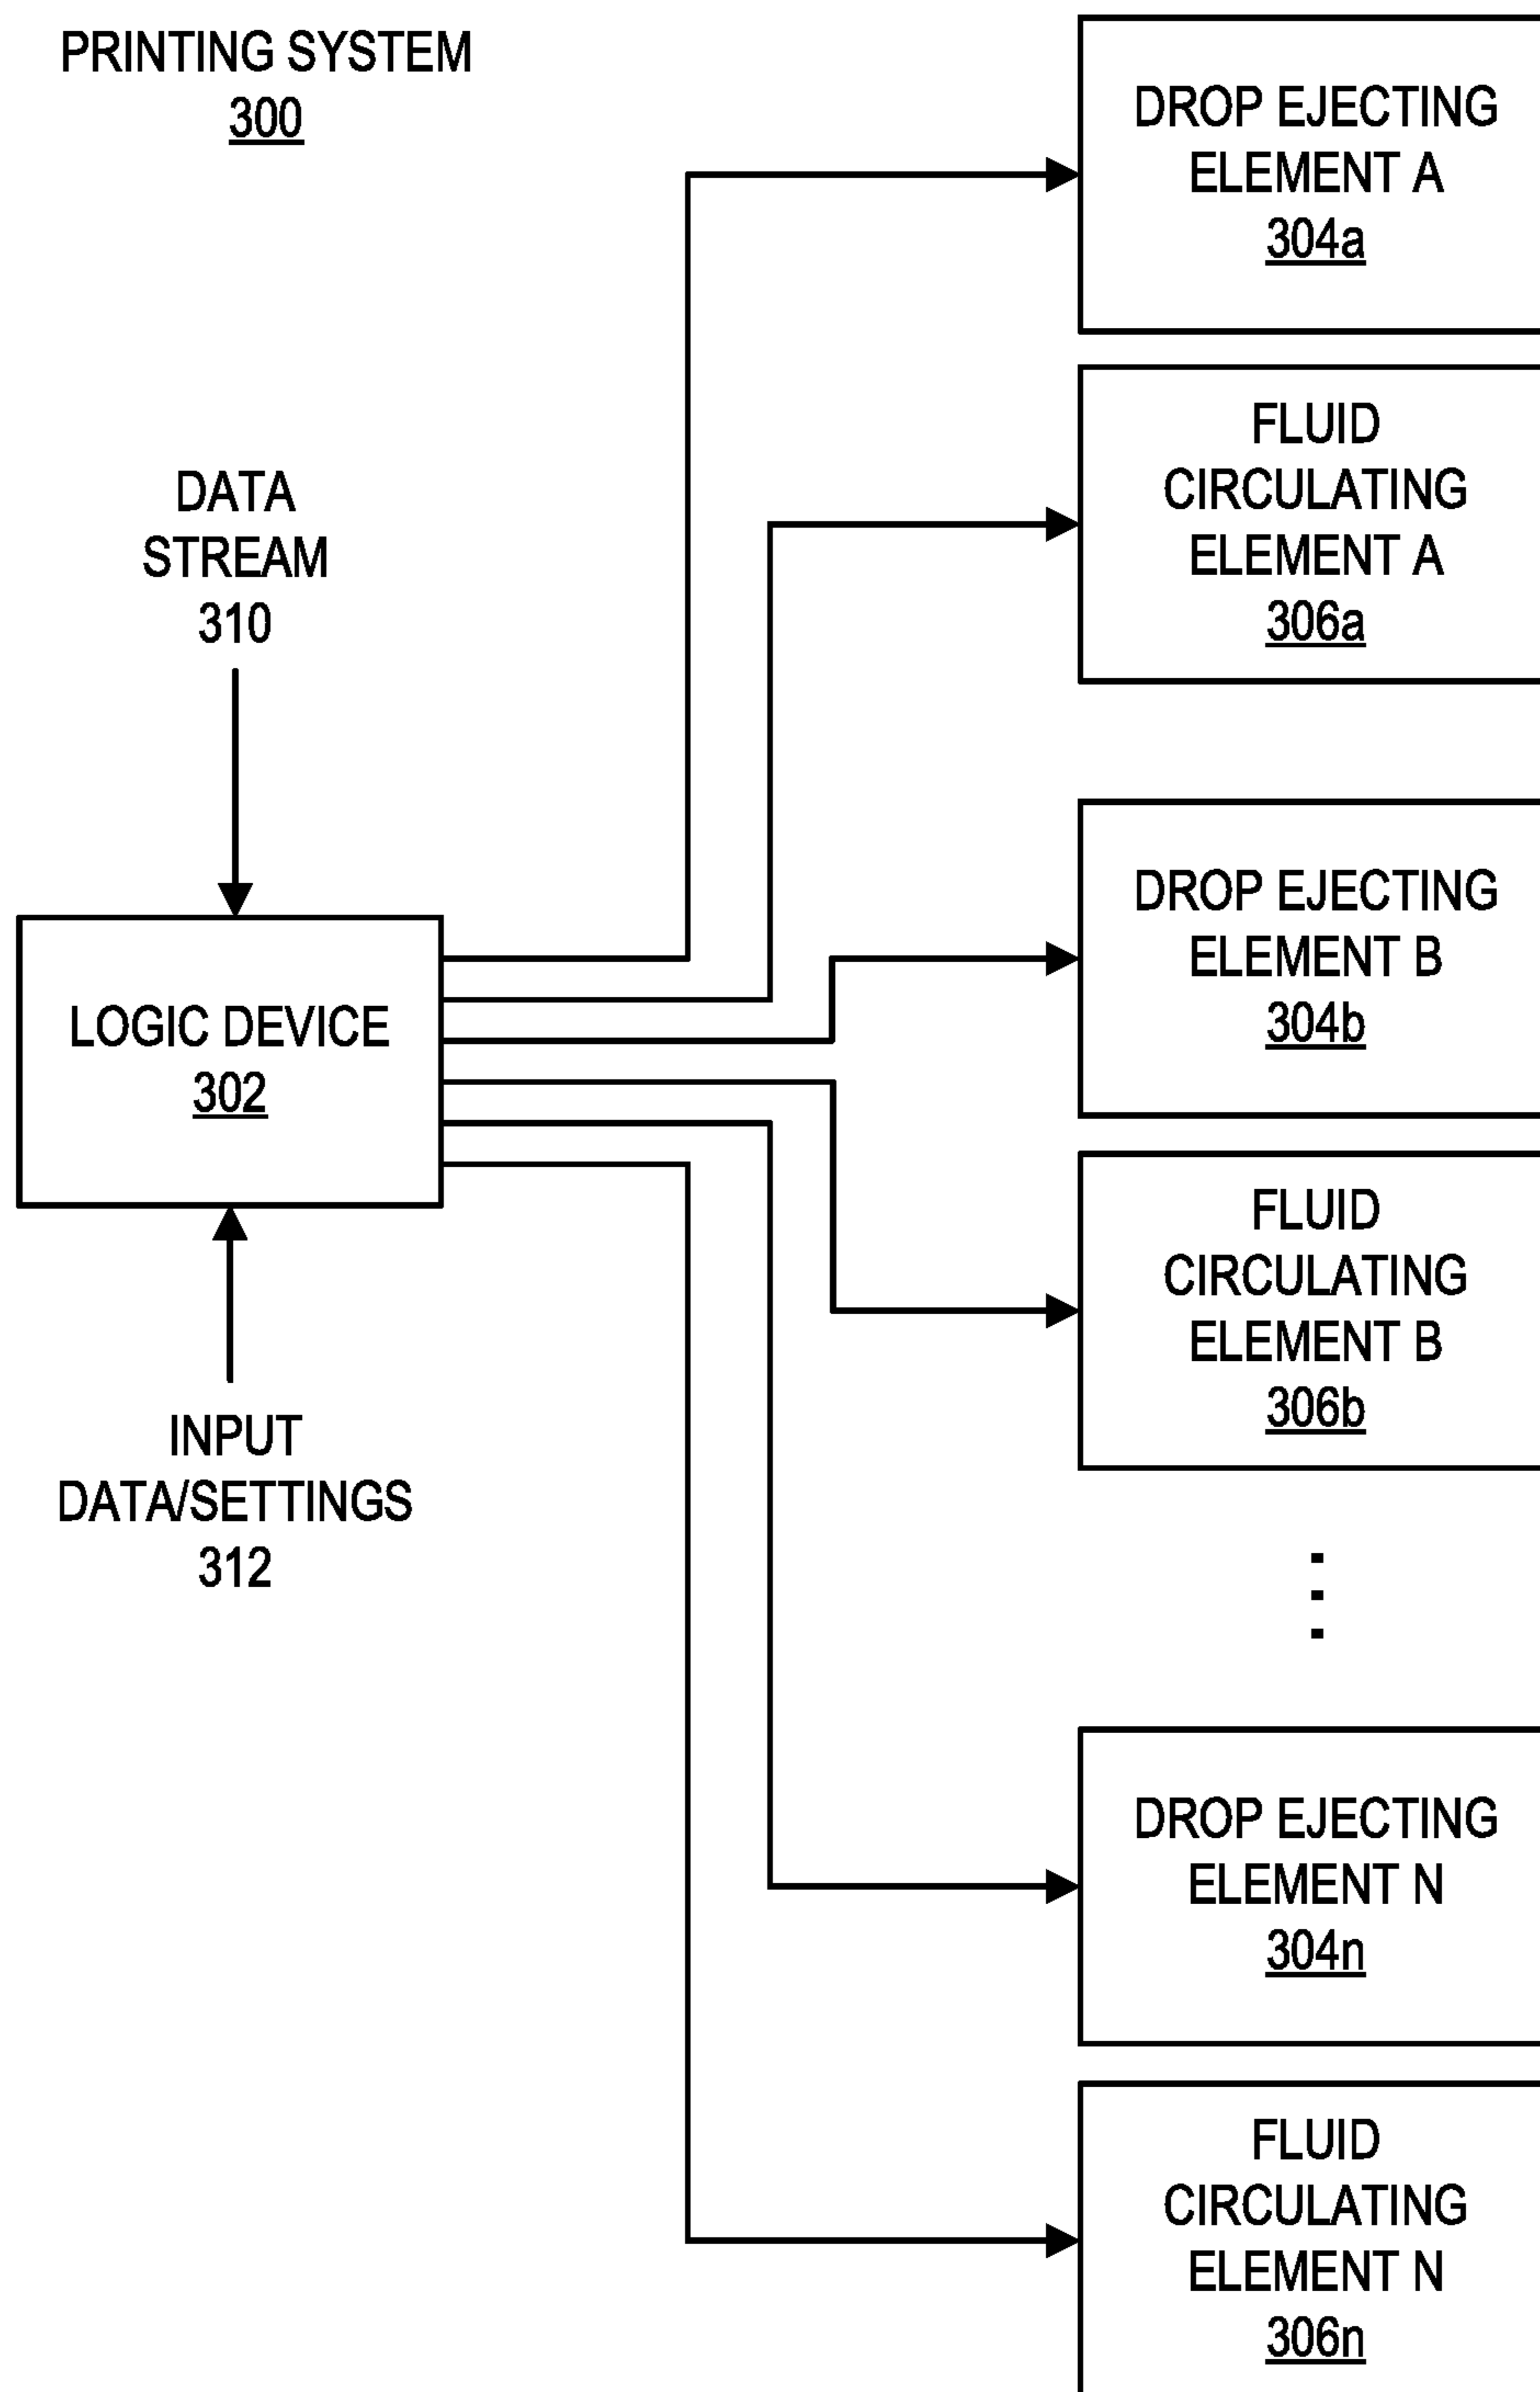 PRINTING SYSTEM
300
DATA
STREAM
310
LOGIC DEVICE
302
INPUT
DATA/SETTINGS
312
DROP EJECTING
ELEMENT A
304a
FLUID
CIRCULATING
ELEMENT A
306a
DROP EJECTING
ELEMENT B
304b
FLUID
CIRCULATING
ELEMENT B
306b
DROP EJECTING
ELEMENT N
304n
FLUID
CIRCULATING
ELEMENT N
306n